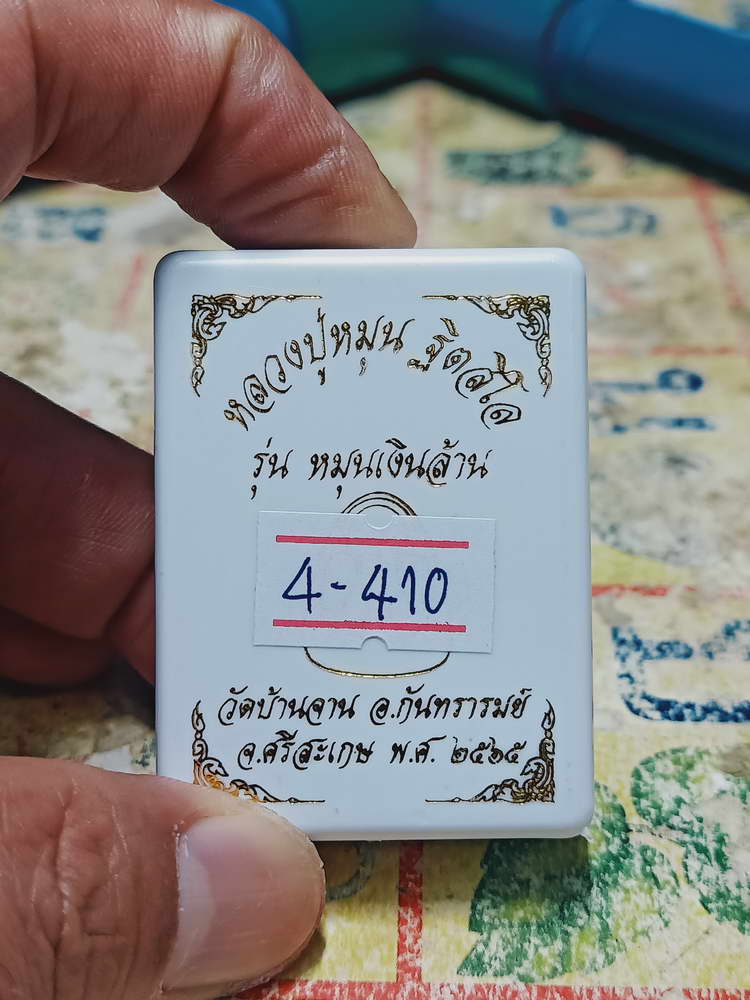 หลวงปู่หมุน ฐิตสีโล
รุ่น หมุนเงินล้าน
4-410
วัดบ้านจาน อ.กันทรารมย์
จ.ศรีสะเกษ พ.ศ. ๒๕๖๕